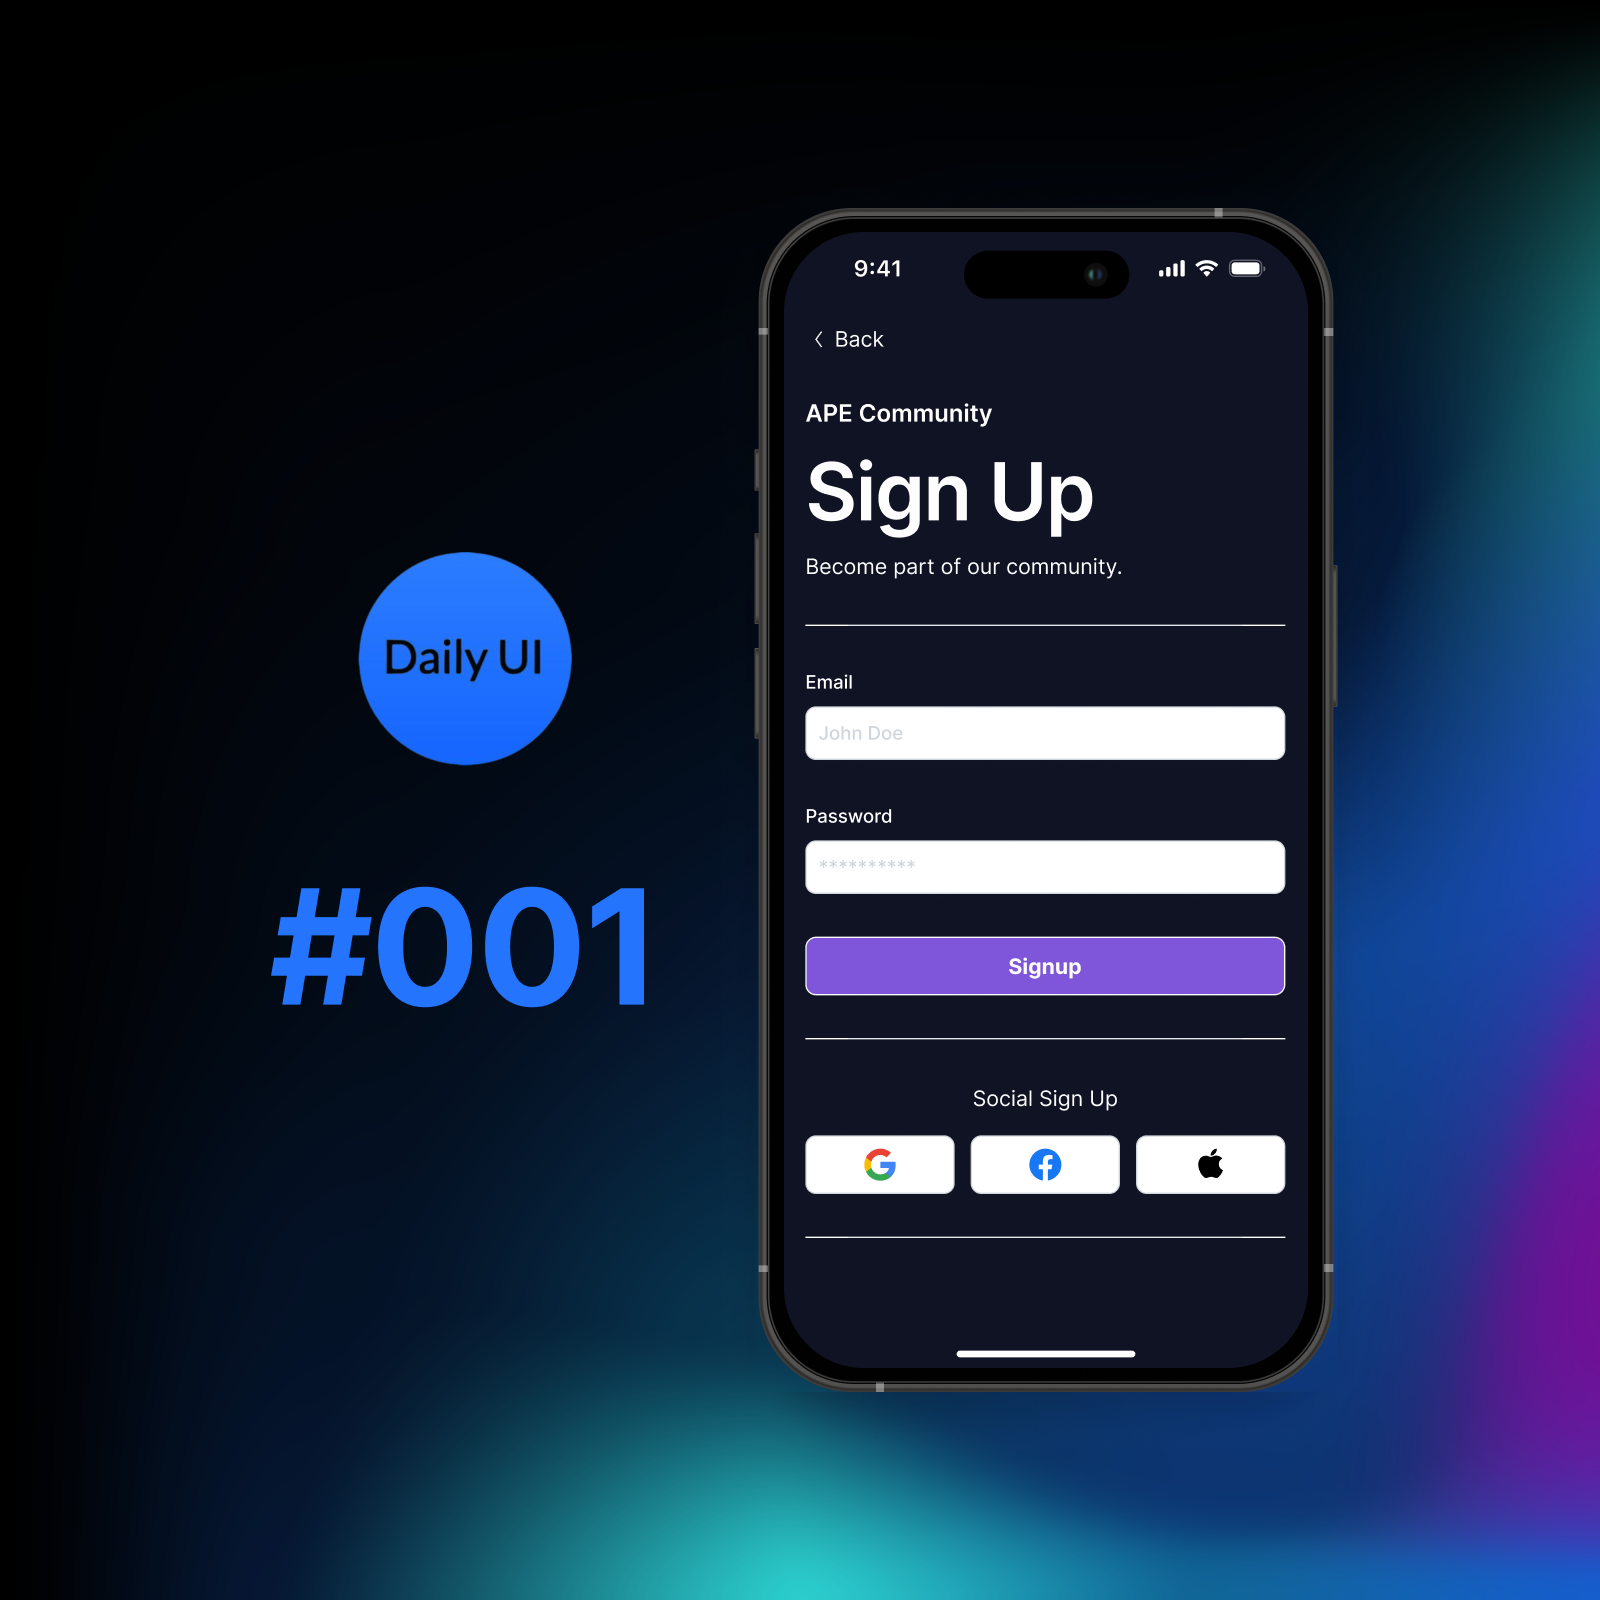 Daily UI
#001
9:41
Back
APE Community
Sign Up
Become part of our community.
Email
John Doe
Password
**********
Signup
Social Sign Up